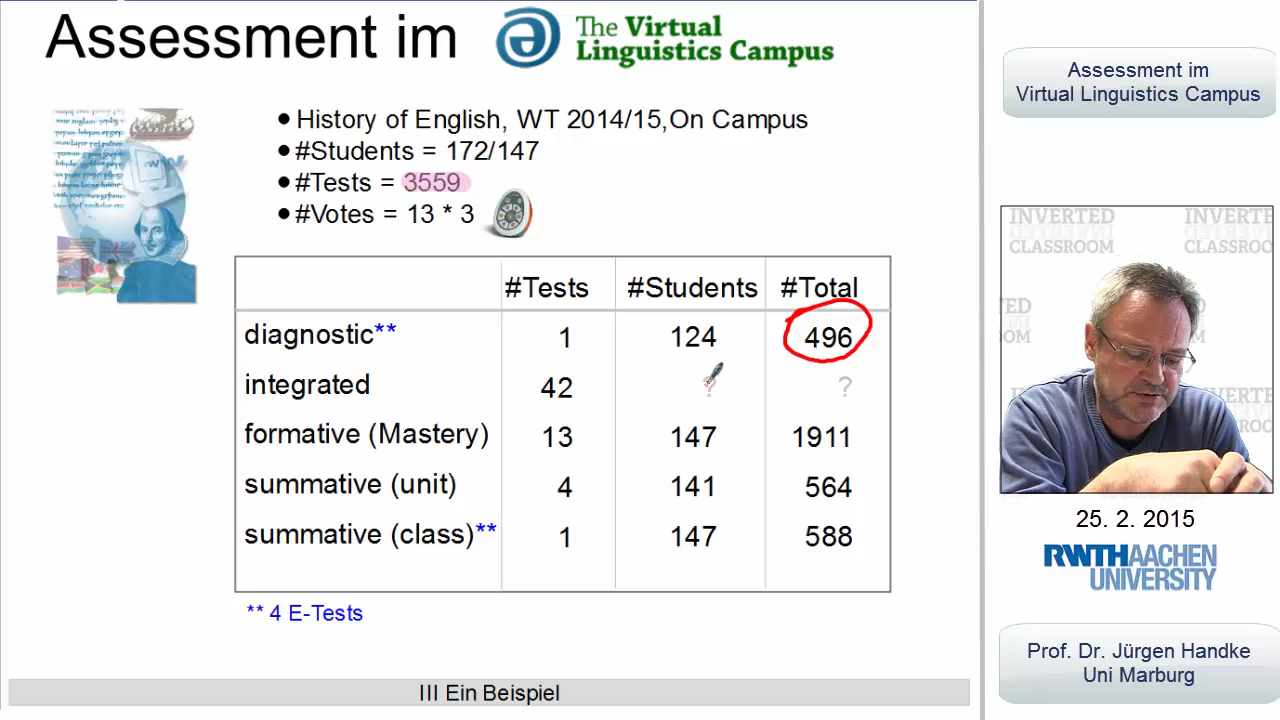 Assessment im
The Virtual
Linguistics Campus
● History of English, WT 2014/15,On Campus
● #Students = 172/147
● #Tests = 3559
● #Votes = 13 * 3
#Tests #Students #Total
diagnostic** 1 124 496
integrated 42 ? ?
formative (Mastery) 13 147 1911
summative (unit) 4 141 564
summative (class)** 1 147 588
** 4 E-Tests
III Ein Beispiel
Assessment im
Virtual Linguistics Campus
INVERTED INVERTED
CLASSROOM CLASSROOM
25. 2. 2015
RWTHAACHEN
UNIVERSITY
Prof. Dr. Jürgen Handke
Uni Marburg